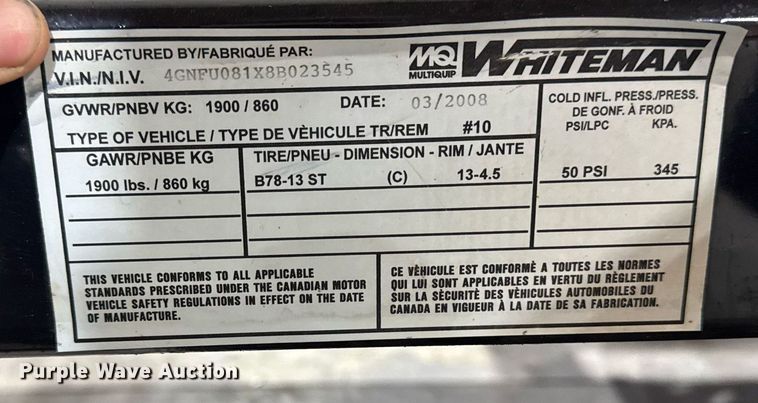 MANUFACTURED BY/FABRIQUÉ PAR:
MQ MULTIQUIP WHITEMAN
V.I.N./N.I.V. 4GNFU081X8B023545
GVWR/PNBV KG: 1900 / 860 DATE: 03/2008
TYPE OF VEHICLE / TYPE DE VÈHICULE TR/REM #10
COLD INFL. PRESS./PRESS.
DE GONF. À FROID
PSI/LPC KPA.
GAWR/PNBE KG TIRE/PNEU - DIMENSION - RIM / JANTE
1900 lbs. / 860 kg B78-13 ST (C) 13-4.5 50 PSI 345
THIS VEHICLE CONFORMS TO ALL APPLICABLE
STANDARDS PRESCRIBED UNDER THE CANADIAN MOTOR
VEHICLE SAFETY REGULATIONS IN EFFECT ON THE DATE
OF MANUFACTURE.
CE VÈHICULE EST CONFORMÈ A TOUTES LES NORMES
QUI LUI SONT APPLICABLES EN VERTU DU RÈGLEMENT
SUR LA SÈCURITÈ DES VÈHICULES AUTOMOBILES DU
CANADA EN VIGUEUR À LA DATE DE SA FABRICATION.
Purple Wave Auction